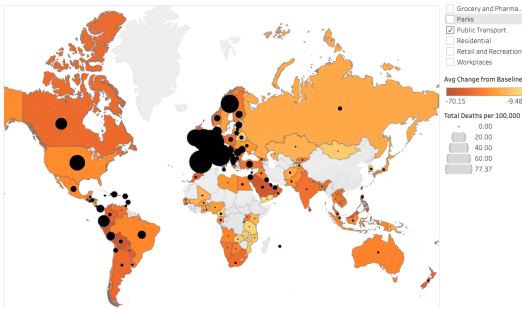 Grocery and Pharma..
Parks
Public Transport
Residential
Retail and Recreation
Workplaces
Avg Change from Baseline
-70.15 -9.48
Total Deaths per 100,000
0.00
20.00
40.00
60.00
77.37